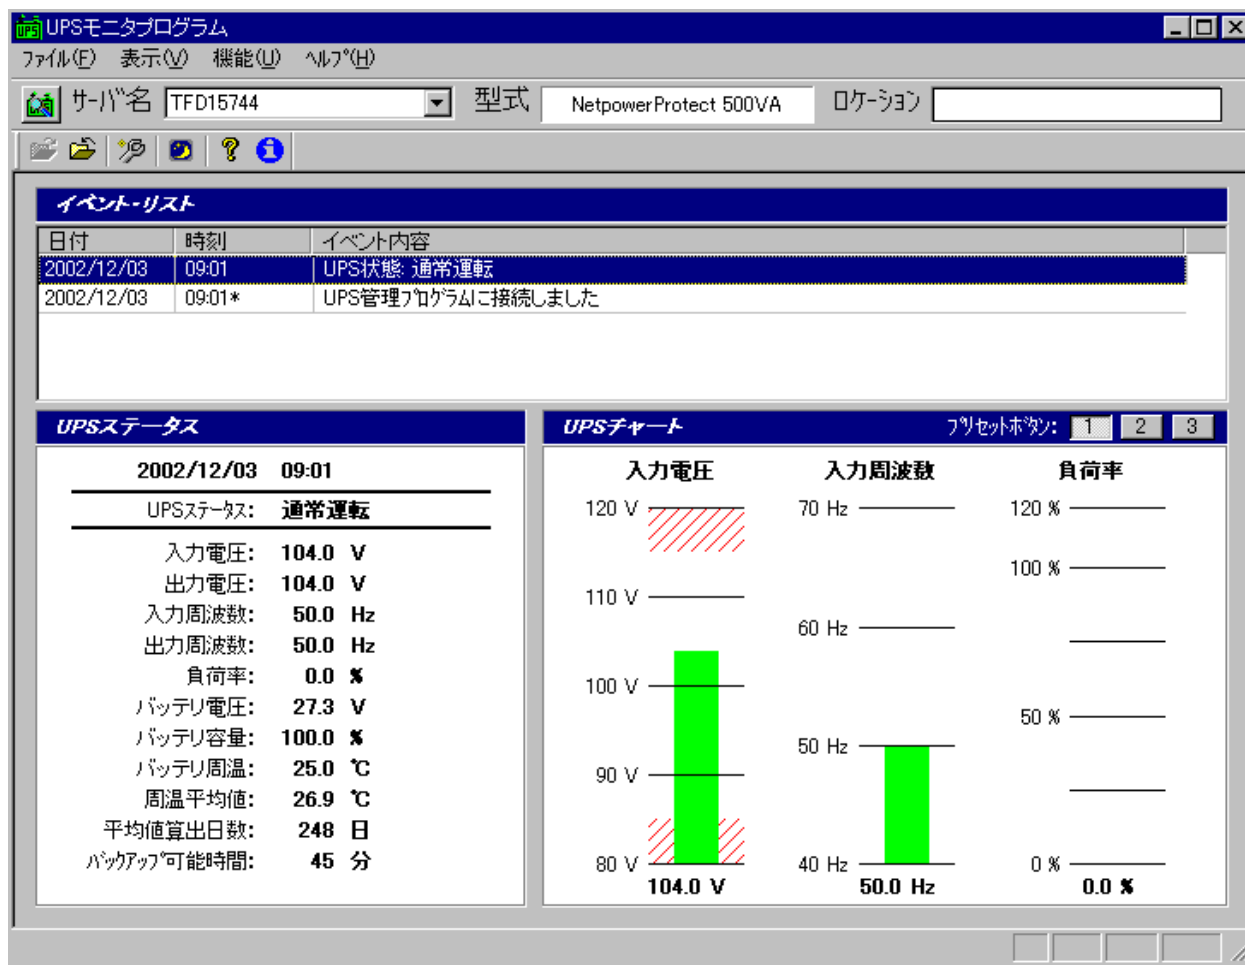 UPSモニタプログラム
ファイル(F) 表示(V) 機能(U) ヘルプ(H)
サーバ名 TFD15744 型式 NetpowerProtect 500VA ロケーション
イベント・リスト
日付 時刻 イベント内容
2002/12/03 09:01 UPS状態: 通常運転
2002/12/03 09:01* UPS管理プログラムに接続しました
UPSステータス
2002/12/03 09:01
UPSステータス: 通常運転
入力電圧: 104.0 V
出力電圧: 104.0 V
入力周波数: 50.0 Hz
出力周波数: 50.0 Hz
負荷率: 0.0 %
バッテリ電圧: 27.3 V
バッテリ容量: 100.0 %
バッテリ周温: 25.0 ℃
周温平均値: 26.9 ℃
平均値算出日数: 248 日
バックアップ可能時間: 45 分
UPSチャート プリセットボタン: 1 2 3
入力電圧 入力周波数 負荷率
120 V 70 Hz 120 %
100 %
110 V
60 Hz
100 V
50 %
50 Hz
90 V
80 V 40 Hz 0 %
104.0 V 50.0 Hz 0.0 %